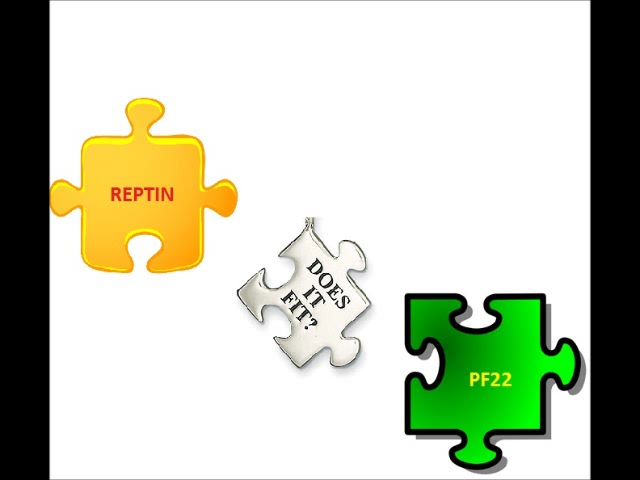 REPTIN
DOES
IT
FIT?
PF22